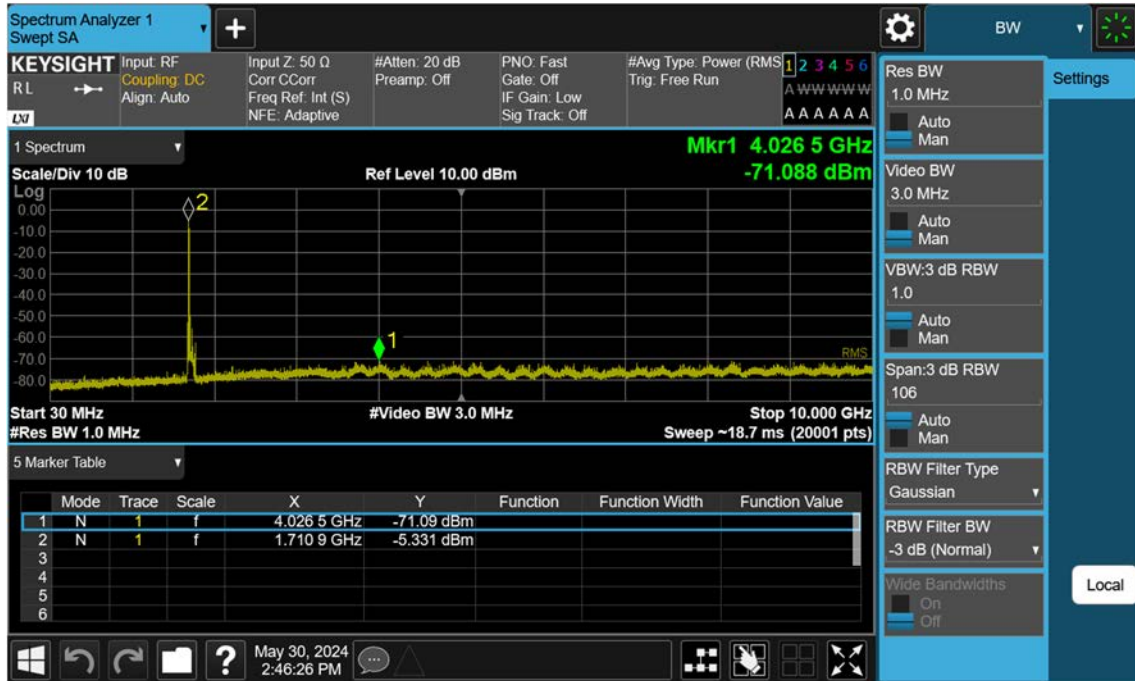 Spectrum Analyzer 1
Swept SA
+
BW
KEYSIGHT
R L
LXI
Input: RF
Coupling: DC
Align: Auto
Input Z: 50 Ω
Corr CCorr
Freq Ref: Int (S)
NFE: Adaptive
#Atten: 20 dB
Preamp: Off
PNO: Fast
Gate: Off
IF Gain: Low
Sig Track: Off
#Avg Type: Power (RMS
Trig: Free Run
1 2 3 4 5 6
A W W W W W
A A A A A A
1 Spectrum
Mkr1 4.026 5 GHz
-71.088 dBm
Scale/Div 10 dB
Ref Level 10.00 dBm
Log
0.00
-10.0
-20.0
-30.0
-40.0
-50.0
-60.0
-70.0
-80.0
2
1
RMS
Start 30 MHz
#Video BW 3.0 MHz
Stop 10.000 GHz
#Res BW 1.0 MHz
Sweep ~18.7 ms (20001 pts)
5 Marker Table
Mode Trace Scale X Y Function Function Width Function Value
1 N 1 f 4.026 5 GHz -71.09 dBm
2 N 1 f 1.710 9 GHz -5.331 dBm
3
4
5
6
Res BW
1.0 MHz
Auto
Man
Video BW
3.0 MHz
Auto
Man
VBW:3 dB RBW
1.0
Auto
Man
Span:3 dB RBW
106
Auto
Man
RBW Filter Type
Gaussian
RBW Filter BW
-3 dB (Normal)
Wide Bandwidths
On
Off
Settings
Local
?
May 30, 2024
2:46:26 PM